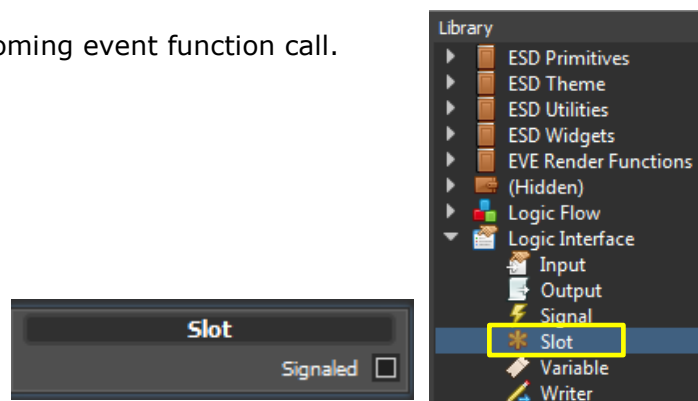 oming event function call.
Library
ESD Primitives
ESD Theme
ESD Utilities
ESD Widgets
EVE Render Functions
(Hidden)
Logic Flow
Logic Interface
Input
Output
Signal
Slot
Variable
Writer
Slot
Signaled